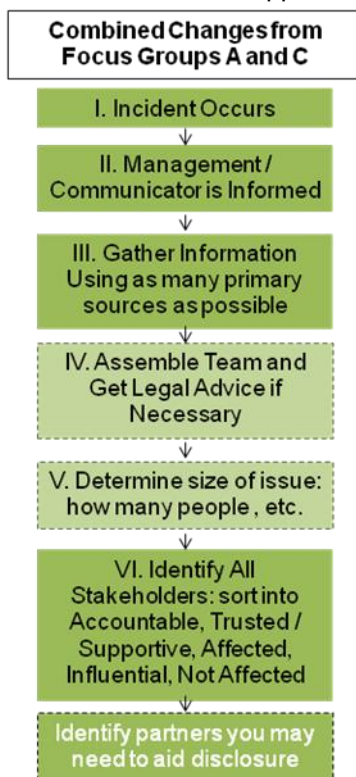 Combined Changes from
Focus Groups A and C
I. Incident Occurs
II. Management /
Communicator is Informed
III. Gather Information
Using as many primary
sources as possible
IV. Assemble Team and
Get Legal Advice if
Necessary
V. Determine size of issue:
how many people , etc.
VI. Identify All
Stakeholders: sort into
Accountable, Trusted /
Supportive, Affected,
Influential, Not Affected
Identify partners you may
need to aid disclosure